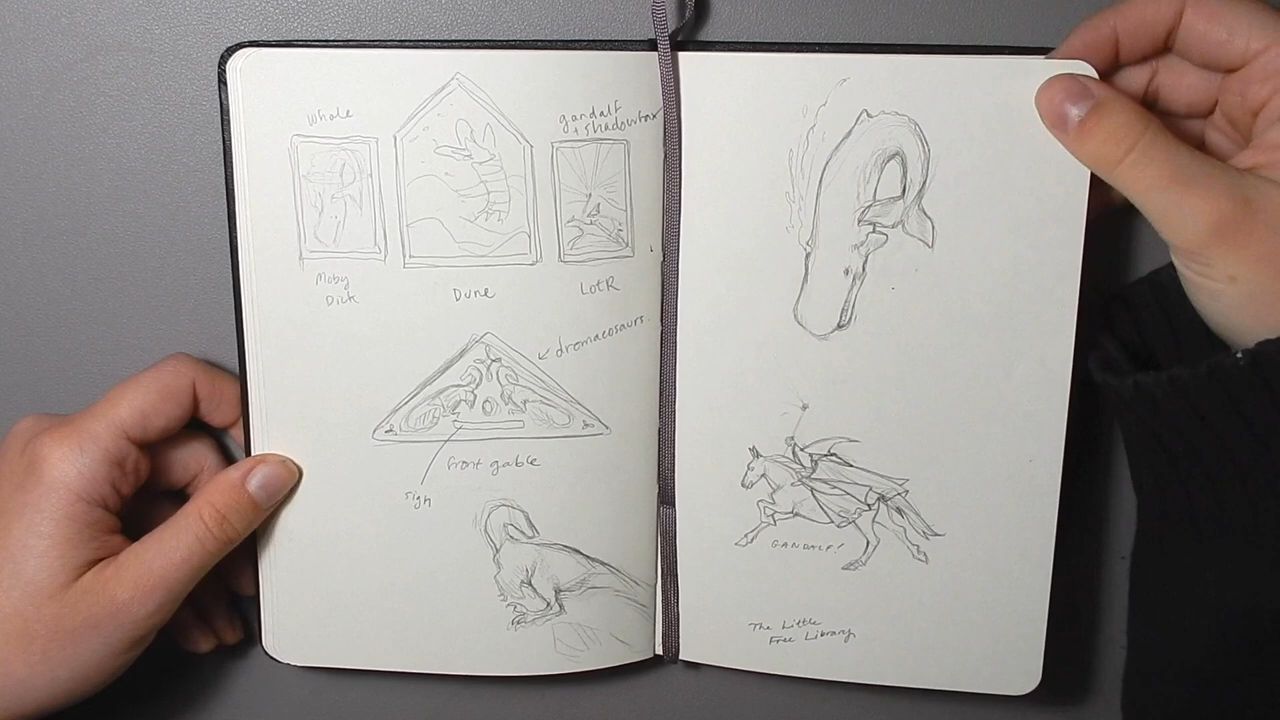 Whale
gandalf
+ Shadowfax
Moby
Dick
Dune
LotR
dromaeosaurs.
front gable
sign
GANDALF!
The Little
Free Library